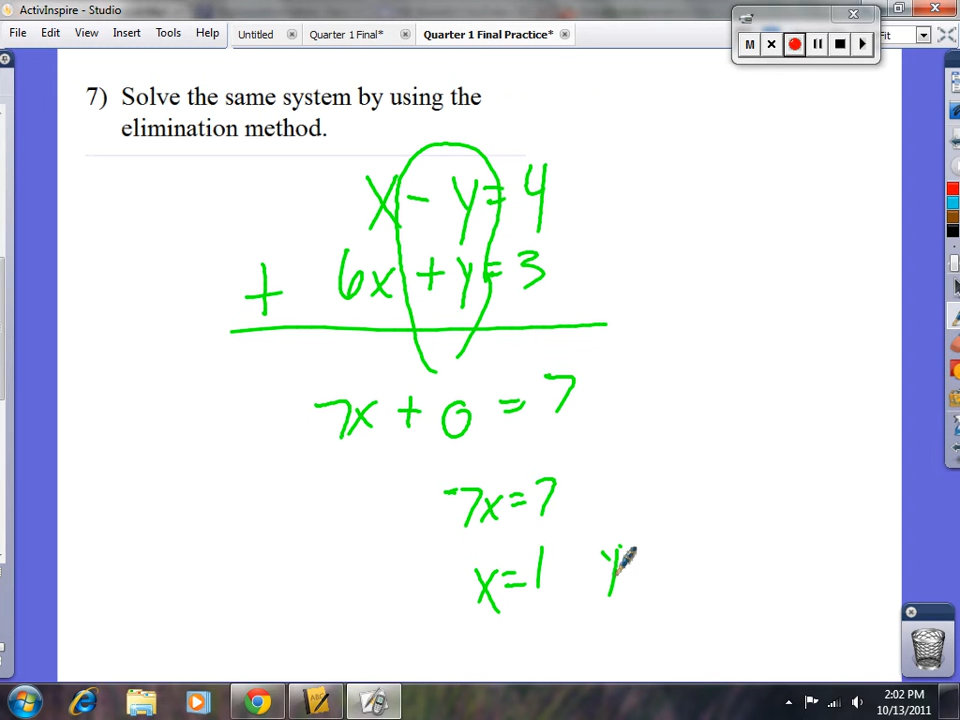 ActivInspire - Studio
File Edit View Insert Tools Help Untitled Quarter 1 Final* Quarter 1 Final Practice*
M
7) Solve the same system by using the
elimination method.
x - y = 4
+ 6x + y = 3
7x + 0 = 7
7x = 7
x = 1 y
2:02 PM
10/13/2011
ABC